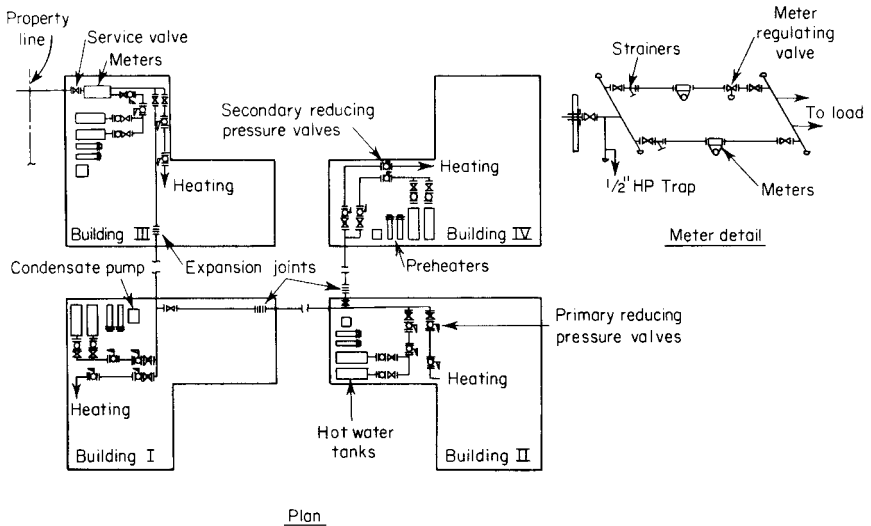 Property
line
Service valve
Meters
Heating
Building III
Secondary reducing
pressure valves
Heating
Building IV
Preheaters
Strainers
Meter
regulating
valve
To load
1/2" HP Trap
Meters
Meter detail
Condensate pump
Expansion joints
Heating
Building I
Primary reducing
pressure valves
Heating
Hot water
tanks
Building II
Plan